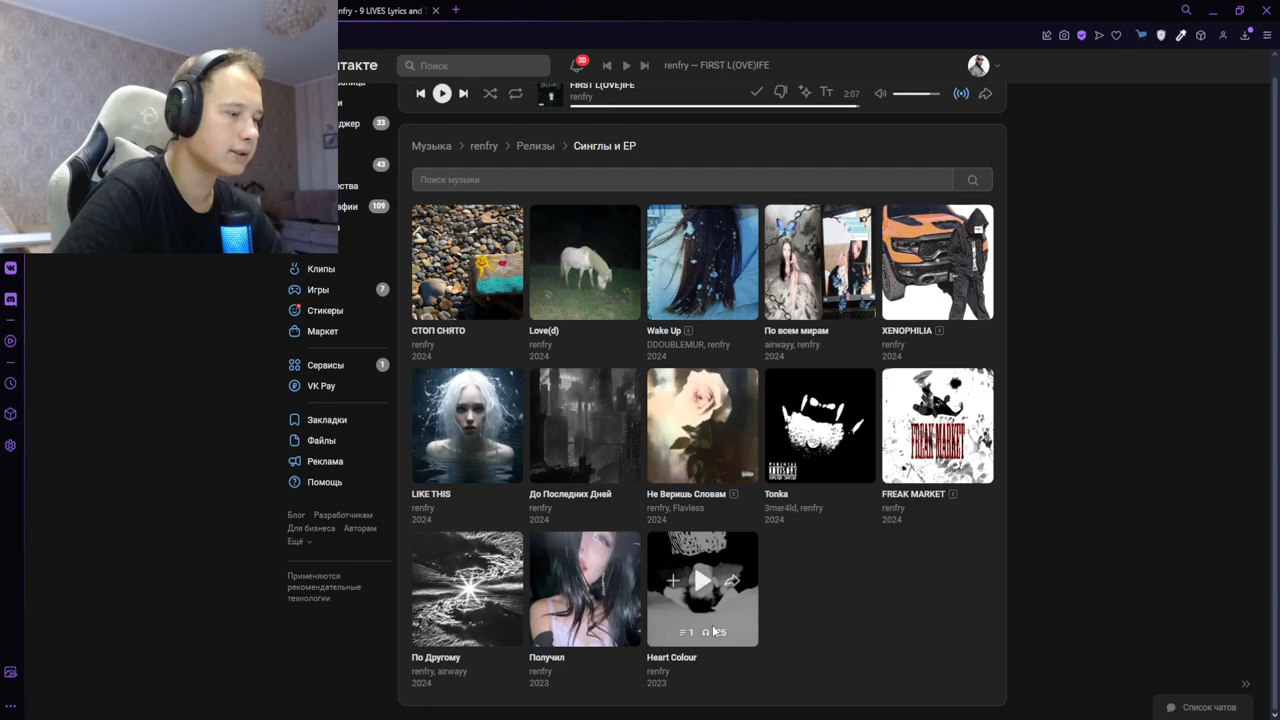 nfry - 9 LIVES Lyrics and
нтакте
Поиск
20
renfry — FIRST L(OVE)IFE
FIRST L(OVE)IFE
renfry
2:07
33
43
109
Клипы
Игры
7
Стикеры
Маркет
Сервисы
1
VK Pay
Закладки
Файлы
Реклама
Помощь
Блог Разработчикам
Для бизнеса Авторам
Ещё
Применяются
рекомендательные
технологии
Музыка > renfry > Релизы > Синглы и EP
Поиск музыки
СТОП СНЯТО
renfry
2024
Love(d)
renfry
2024
Wake Up E
DDOUBLEMUR, renfry
2024
По всем мирам
airwayy, renfry
2024
XENOPHILIA E
renfry
2024
LIKE THIS
renfry
2024
До Последних Дней
renfry
2024
Не Веришь Словам E
renfry, Flavless
2024
Tonka
3mer4ld, renfry
2024
FREAK MARKET
FREAK MARKET E
renfry
2024
По Другому
renfry, airwayy
2024
Получил
renfry
2023
1
Heart Colour
renfry
2023
Список чатов